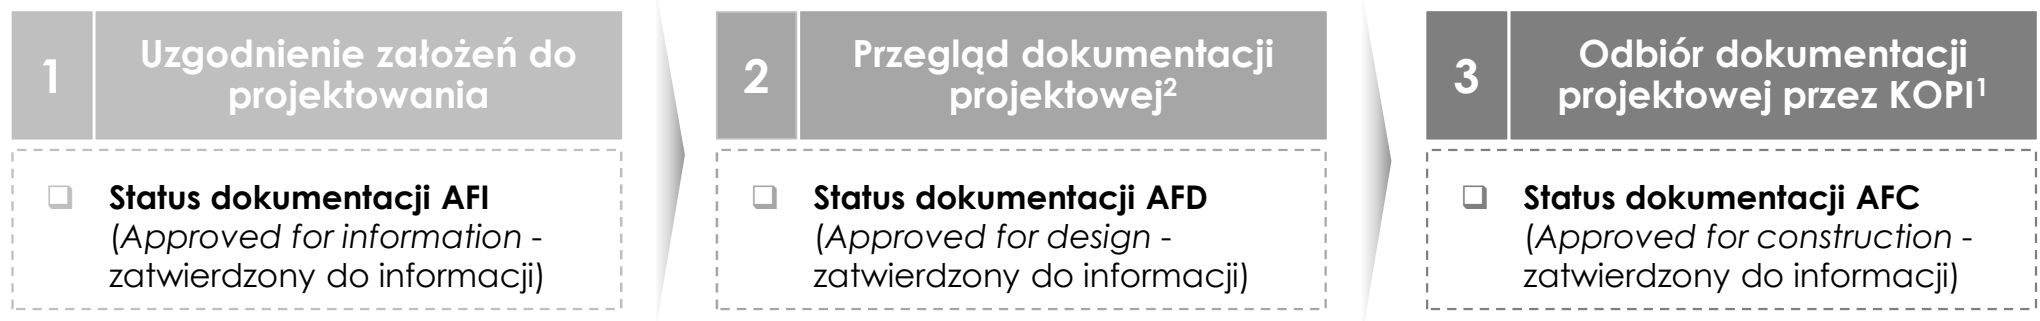 1
Uzgodnienie założeń do
projektowania
Status dokumentacji AFI
(Approved for information -
zatwierdzony do informacji)
2
Przegląd dokumentacji
projektowej²
Status dokumentacji AFD
(Approved for design -
zatwierdzony do informacji)
3
Odbiór dokumentacji
projektowej przez KOPI¹
Status dokumentacji AFC
(Approved for construction -
zatwierdzony do informacji)